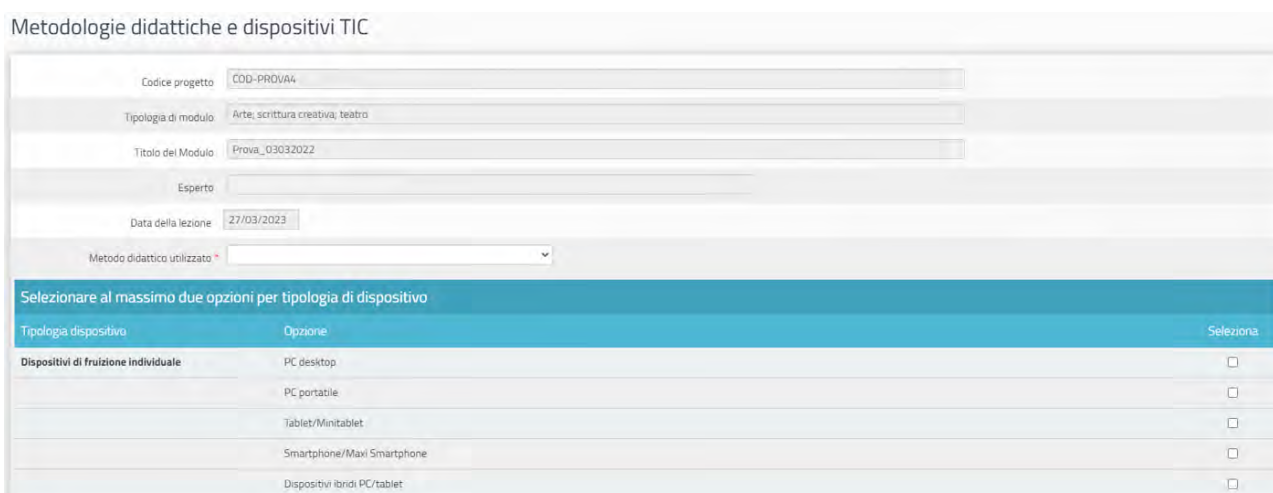 Metodologie didattiche e dispositivi TIC
Codice progetto COD-PROVA4
Tipologia di modulo Arte; scrittura creativa; teatro
Titolo del Modulo Prova_03032022
Esperto
Data della lezione 27/03/2023
Metodo didattico utilizzato *
Selezionare al massimo due opzioni per tipologia di dispositivo
Tipologia dispositivo Opzione Seleziona
Dispositivi di fruizione individuale PC desktop
PC portatile
Tablet/Minitablet
Smartphone/Maxi Smartphone
Dispositivi ibridi PC/tablet